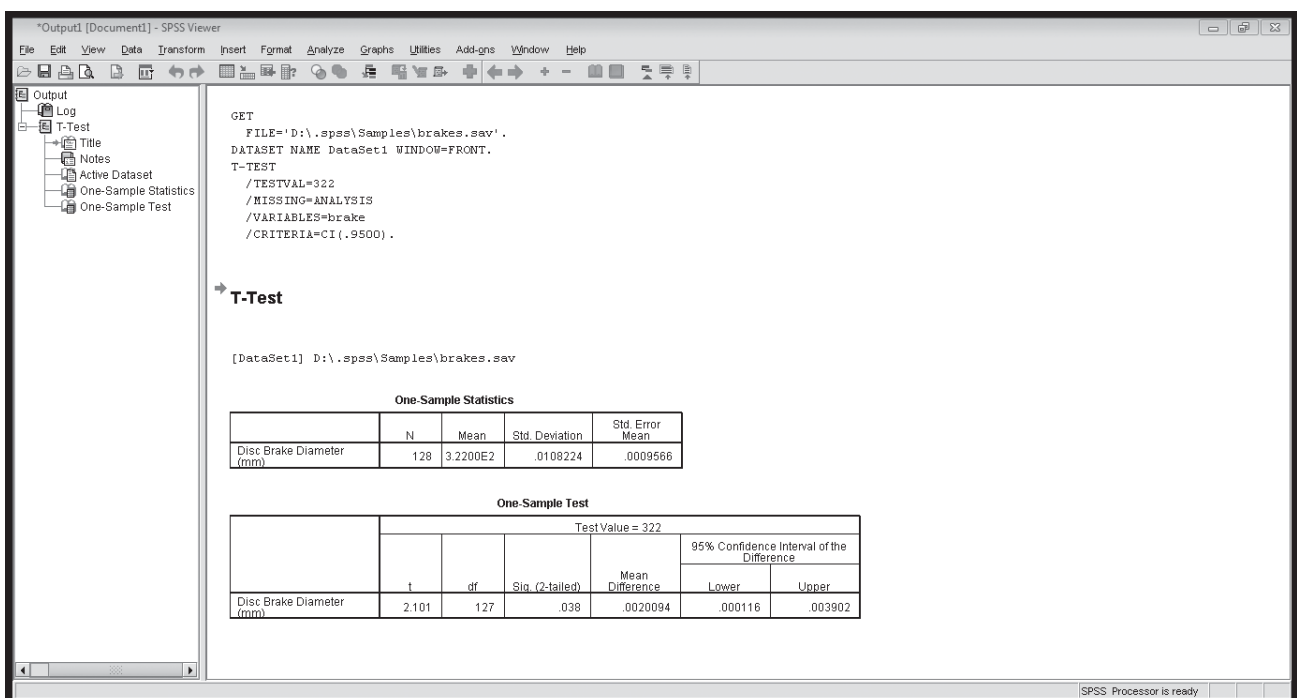 *Output1 [Document1] - SPSS Viewer
File Edit View Data Transform Insert Format Analyze Graphs Utilities Add-ons Window Help
Output
Log
T-Test
Title
Notes
Active Dataset
One-Sample Statistics
One-Sample Test
GET
FILE='D:\.spss\Samples\brakes.sav'.
DATASET NAME DataSet1 WINDOW=FRONT.
T-TEST
/TESTVAL=322
/MISSING=ANALYSIS
/VARIABLES=brake
/CRITERIA=CI(.9500).
T-Test
[DataSet1] D:\.spss\Samples\brakes.sav
One-Sample Statistics
N Mean Std. Deviation Std. Error Mean
Disc Brake Diameter (mm) 128 3.2200E2 .0108224 .0009566
One-Sample Test
Test Value = 322
95% Confidence Interval of the Difference
t df Sig. (2-tailed) Mean Difference Lower Upper
Disc Brake Diameter (mm) 2.101 127 .038 .0020094 .000116 .003902
SPSS Processor is ready